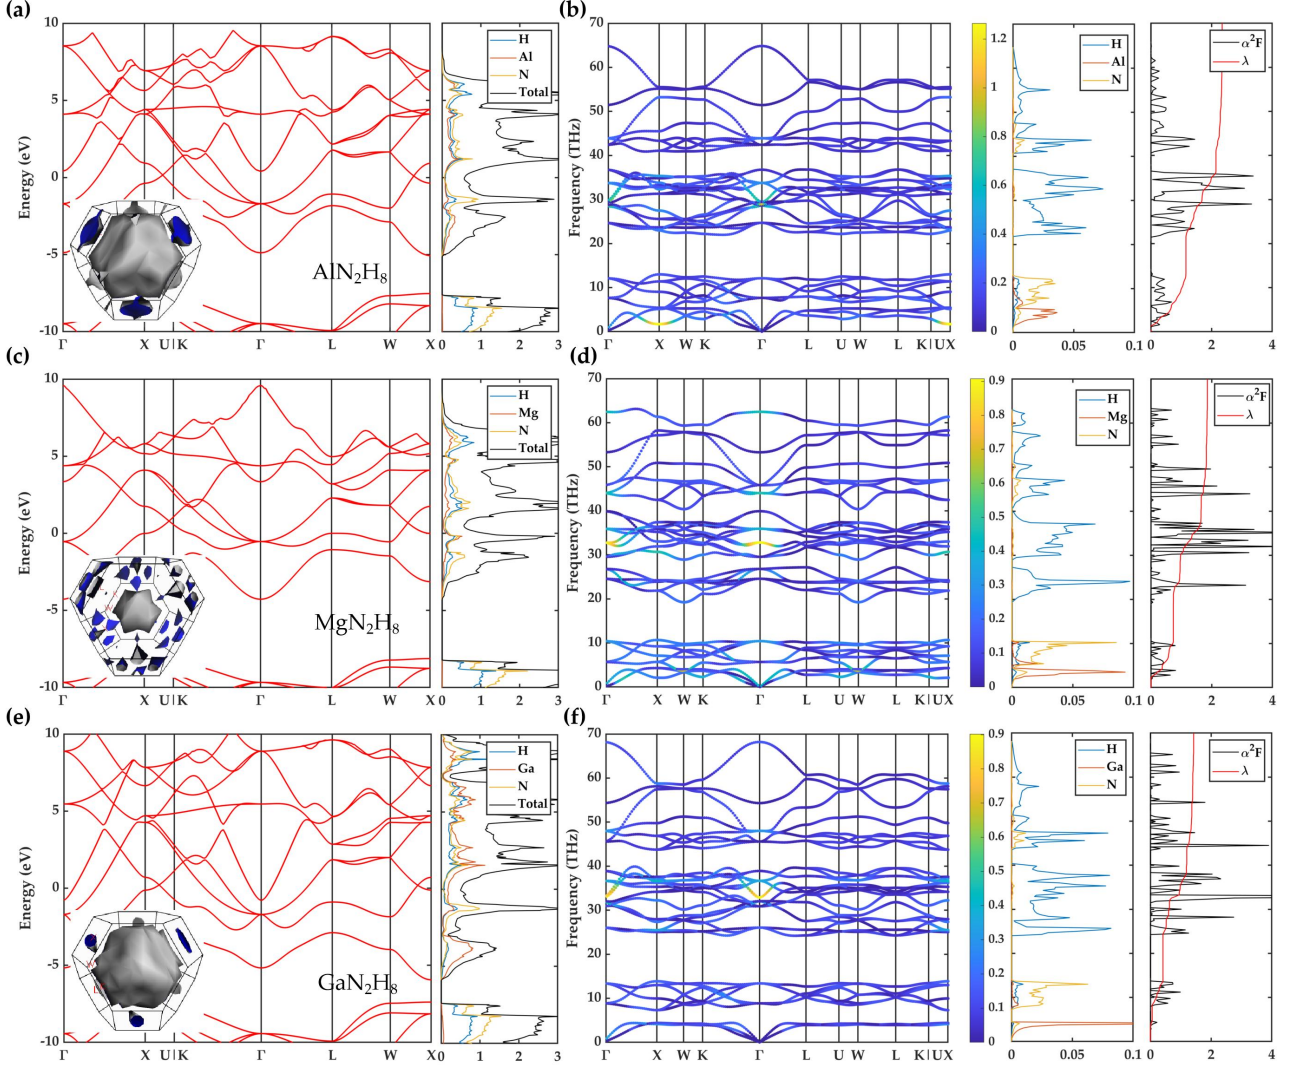 (a)
10
5
0
-5
-10
Energy (eV)
AlN₂H₈
Γ X U|K Γ L W X
H
Al
N
Total
0 1 2 3
(b)
70
60
50
40
30
20
10
0
Frequency (THz)
Γ X W K Γ L U W L K|UX
1.2
1
0.8
0.6
0.4
0.2
0
H
Al
N
0 0.05 0.1
α²F
λ
0 2 4
(c)
10
5
0
-5
-10
Energy (eV)
MgN₂H₈
Γ X U|K Γ L W X
H
Mg
N
Total
0 1 2 3
(d)
70
60
50
40
30
20
10
0
Frequency (THz)
Γ X W K Γ L U W L K|UX
0.9
0.8
0.7
0.6
0.5
0.4
0.3
0.2
0.1
0
H
Mg
N
0 0.05 0.1
α²F
λ
0 2 4
(e)
10
5
0
-5
-10
Energy (eV)
GaN₂H₈
Γ X U|K Γ L W X
H
Ga
N
Total
0 1 2 3
(f)
70
60
50
40
30
20
10
0
Frequency (THz)
Γ X W K Γ L U W L K|UX
0.9
0.8
0.7
0.6
0.5
0.4
0.3
0.2
0.1
0
H
Ga
N
0 0.05 0.1
α²F
λ
0 2 4